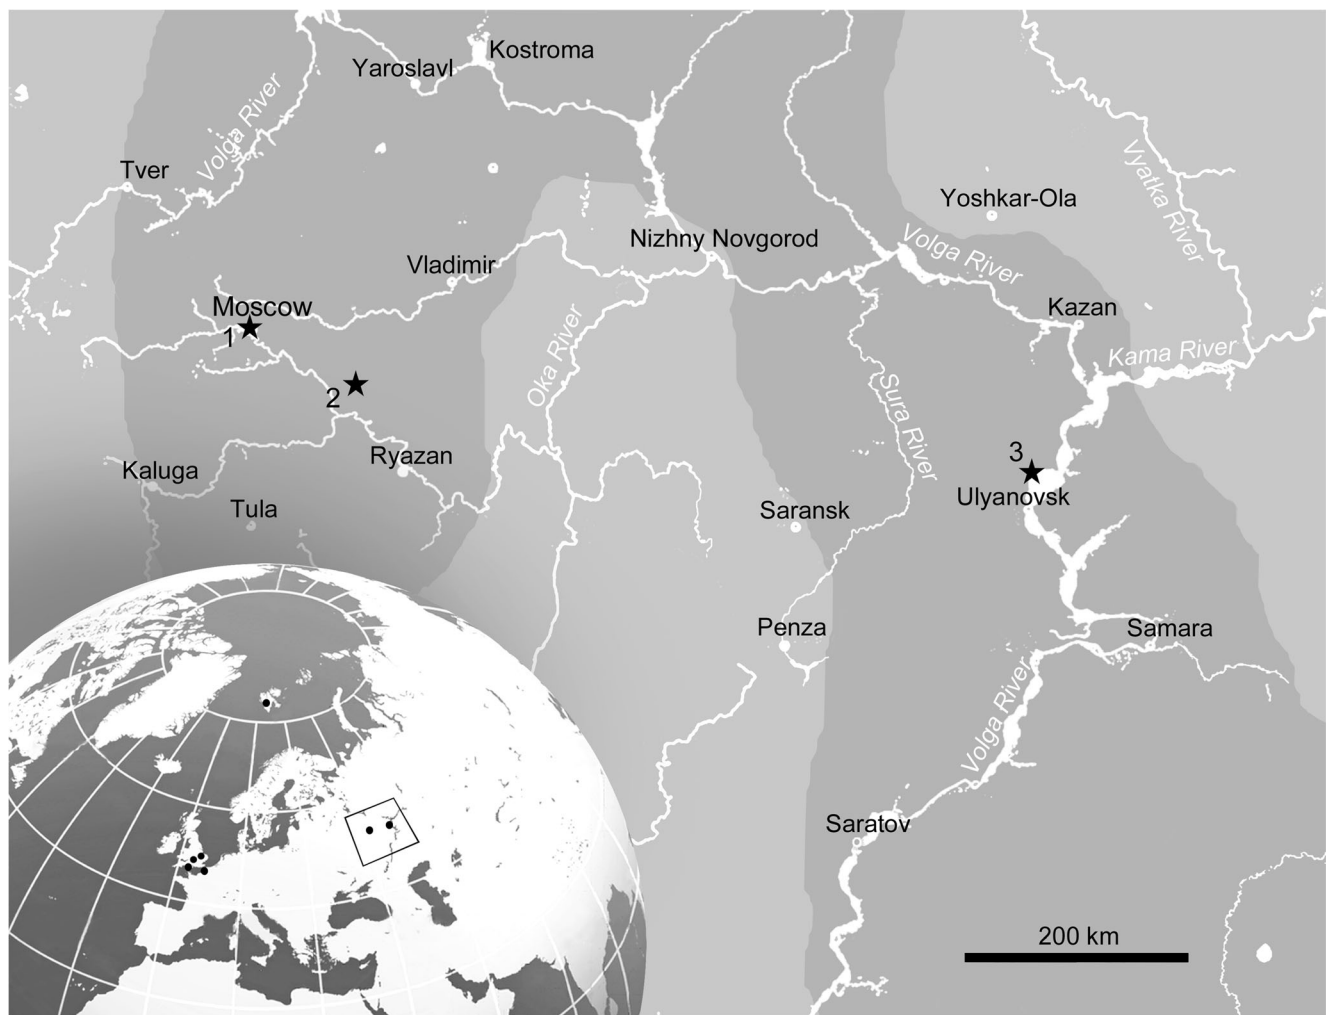 Kostroma
Yaroslavl
Volga River
Tver
Vyatka River
Yoshkar-Ola
Nizhny Novgorod
Volga River
Vladimir
Moscow
1
Kazan
Oka River
Kama River
2
Sura River
Ryazan
3
Kaluga
Ulyanovsk
Tula
Saransk
Penza
Samara
Volga River
Saratov
200 km